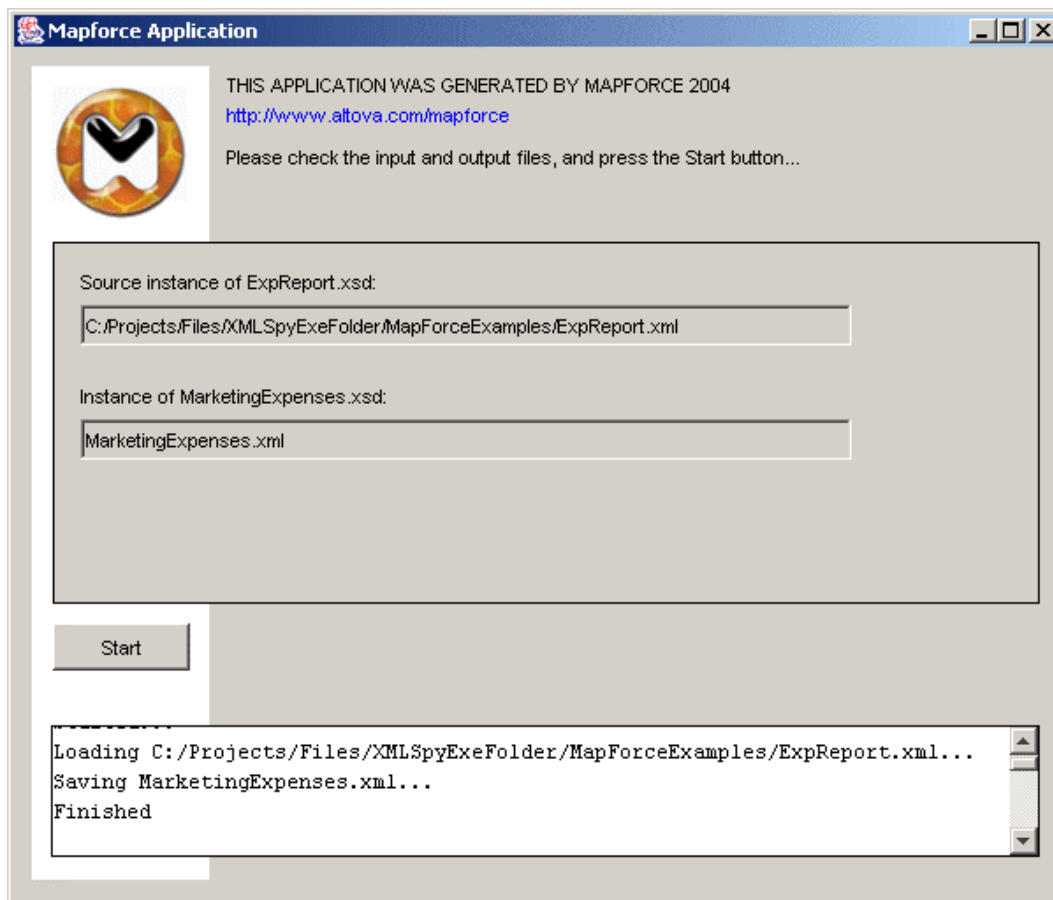 Mapforce Application
THIS APPLICATION WAS GENERATED BY MAPFORCE 2004
http://www.altova.com/mapforce
Please check the input and output files, and press the Start button...
Source instance of ExpReport.xsd:
C:/Projects/Files/XMLSpyExeFolder/MapForceExamples/ExpReport.xml
Instance of MarketingExpenses.xsd:
MarketingExpenses.xml
Start
Loading C:/Projects/Files/XMLSpyExeFolder/MapForceExamples/ExpReport.xml...
Saving MarketingExpenses.xml...
Finished